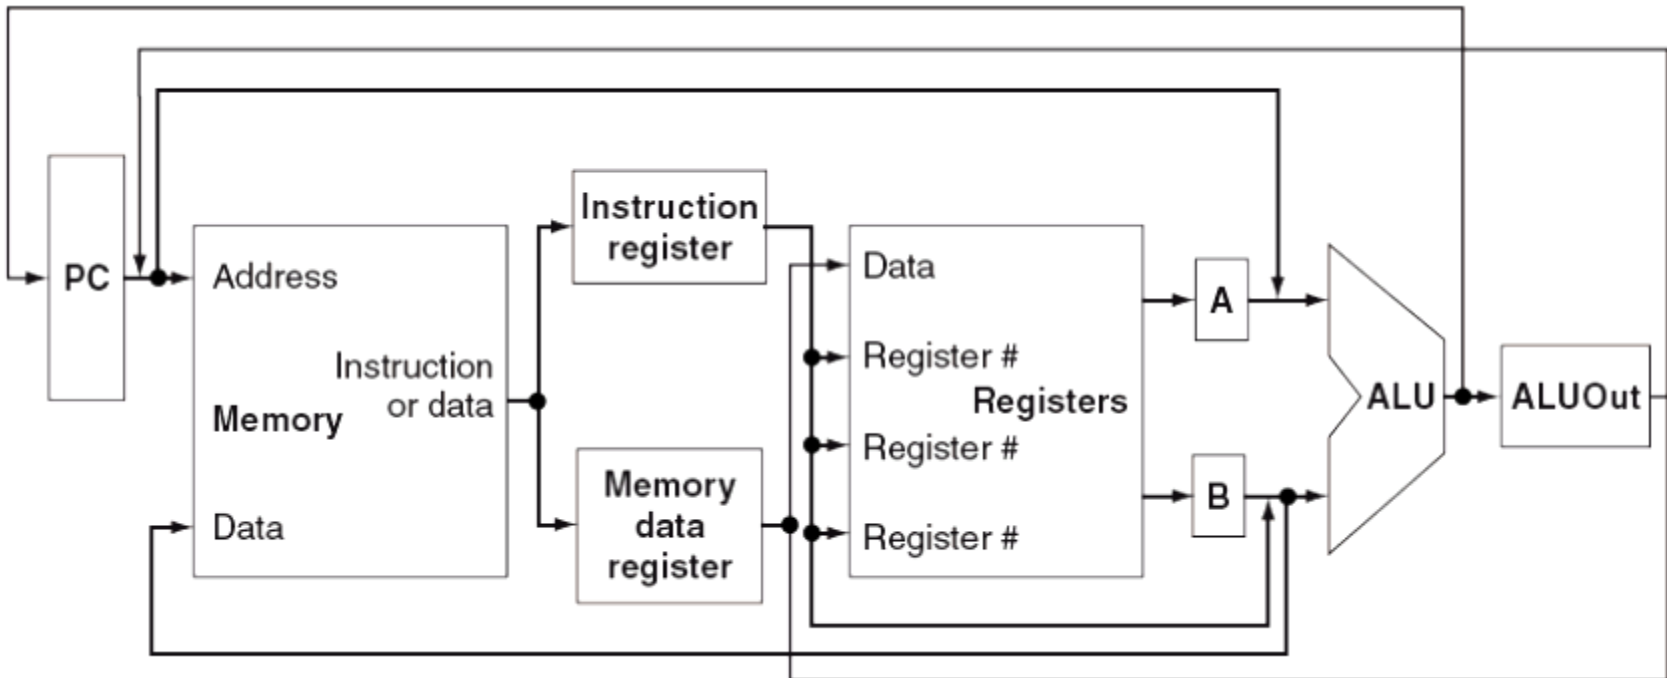 PC
Address
Memory
Data
Instruction
or data
Instruction
register
Memory
data
register
Data
Register #
Registers
Register #
Register #
A
B
ALU
ALUOut